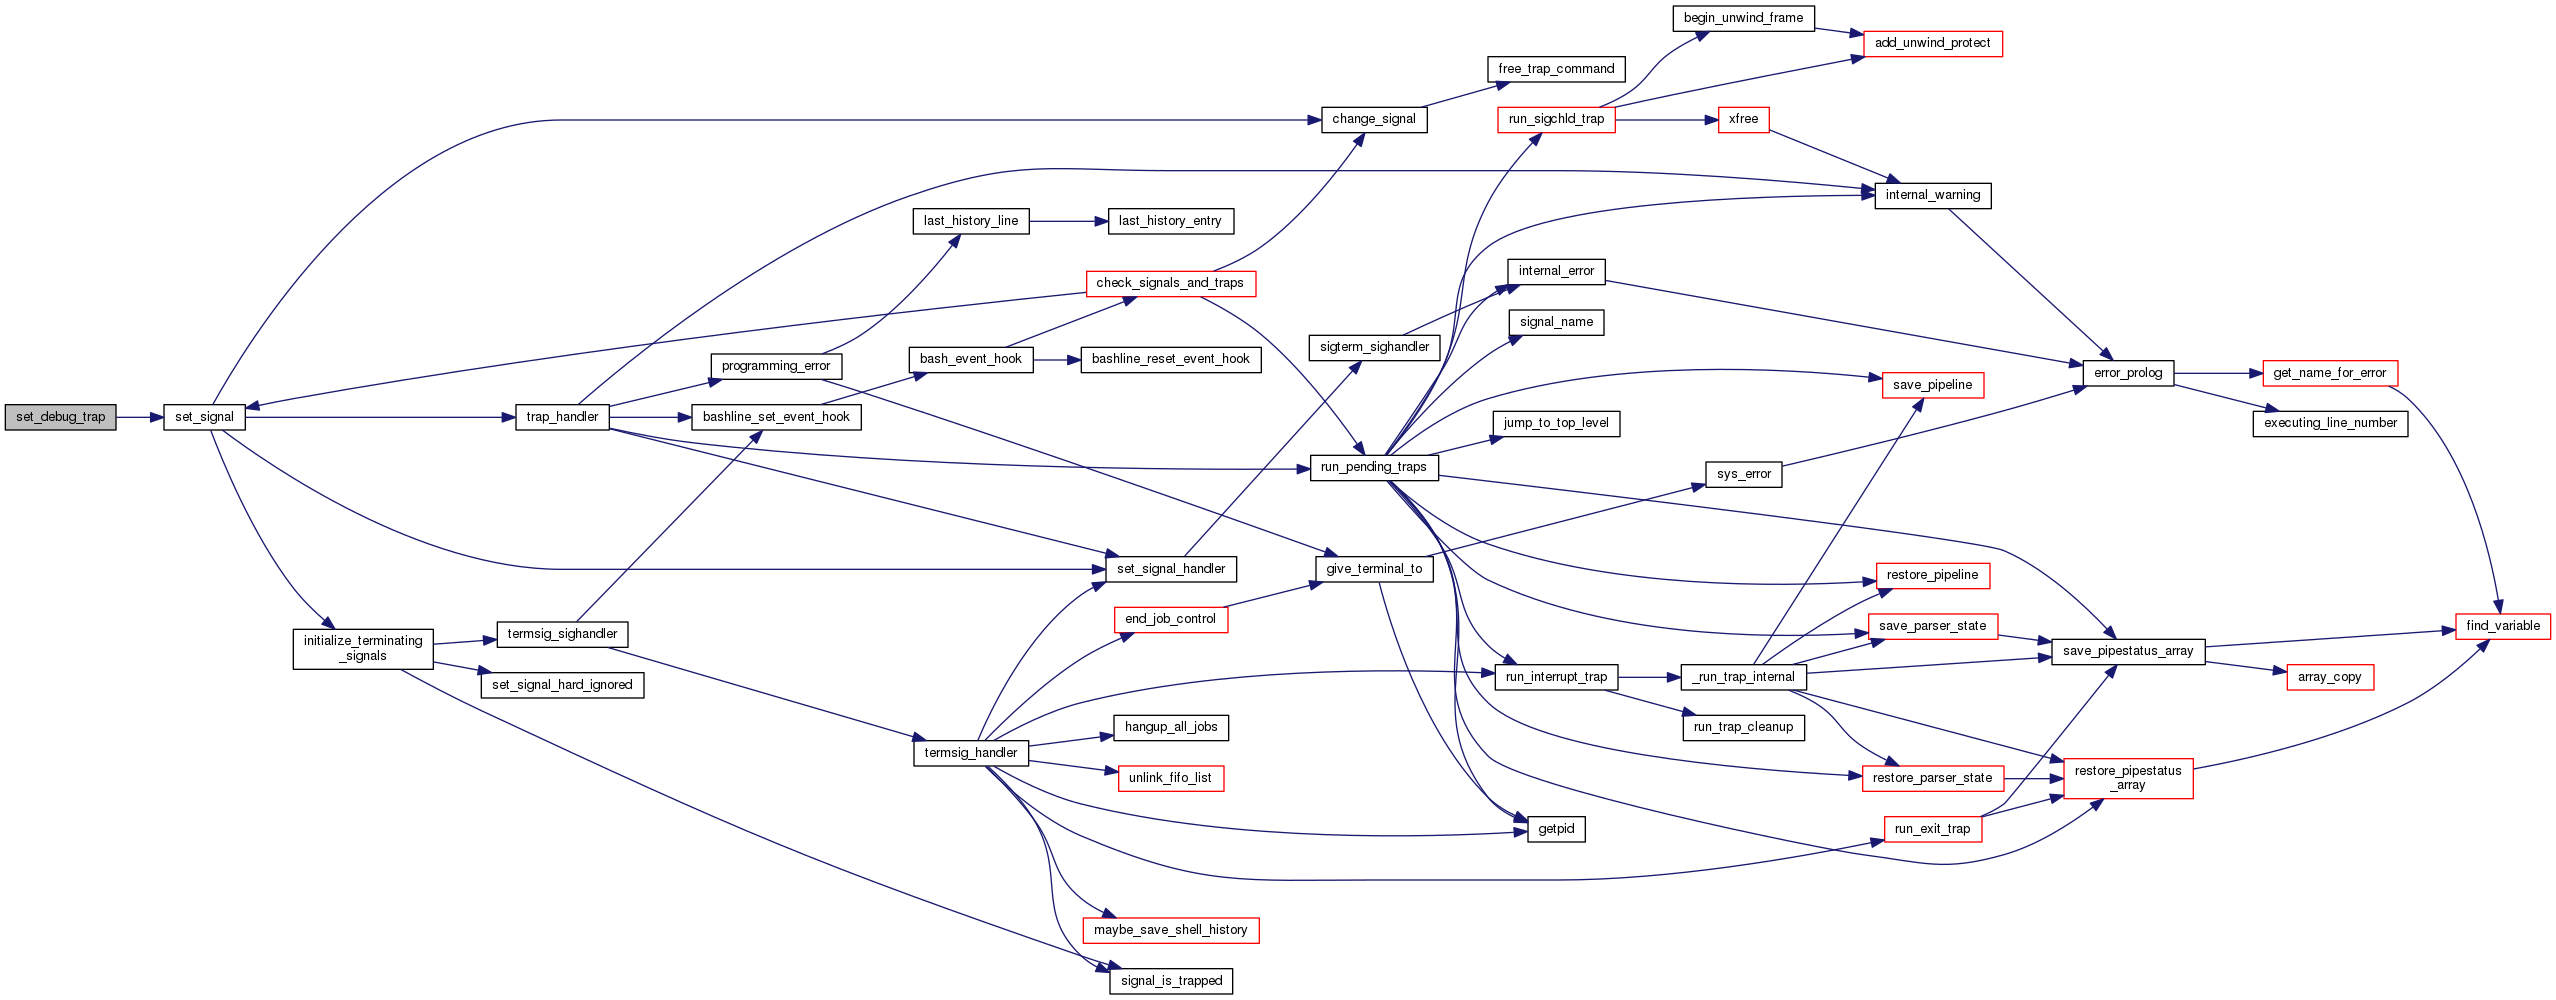 begin_unwind_frame
add_unwind_protect
free_trap_command
change_signal
run_sigchld_trap
xfree
internal_warning
last_history_line
last_history_entry
internal_error
check_signals_and_traps
signal_name
sigterm_sighandler
programming_error
bash_event_hook
bashline_reset_event_hook
error_prolog
get_name_for_error
save_pipeline
set_debug_trap
set_signal
trap_handler
bashline_set_event_hook
jump_to_top_level
executing_line_number
run_pending_traps
sys_error
set_signal_handler
give_terminal_to
restore_pipeline
end_job_control
save_parser_state
find_variable
initialize_terminating
_signals
termsig_sighandler
save_pipestatus_array
set_signal_hard_ignored
run_interrupt_trap
_run_trap_internal
array_copy
hangup_all_jobs
run_trap_cleanup
termsig_handler
unlink_fifo_list
restore_parser_state
restore_pipestatus
_array
getpid
run_exit_trap
maybe_save_shell_history
signal_is_trapped